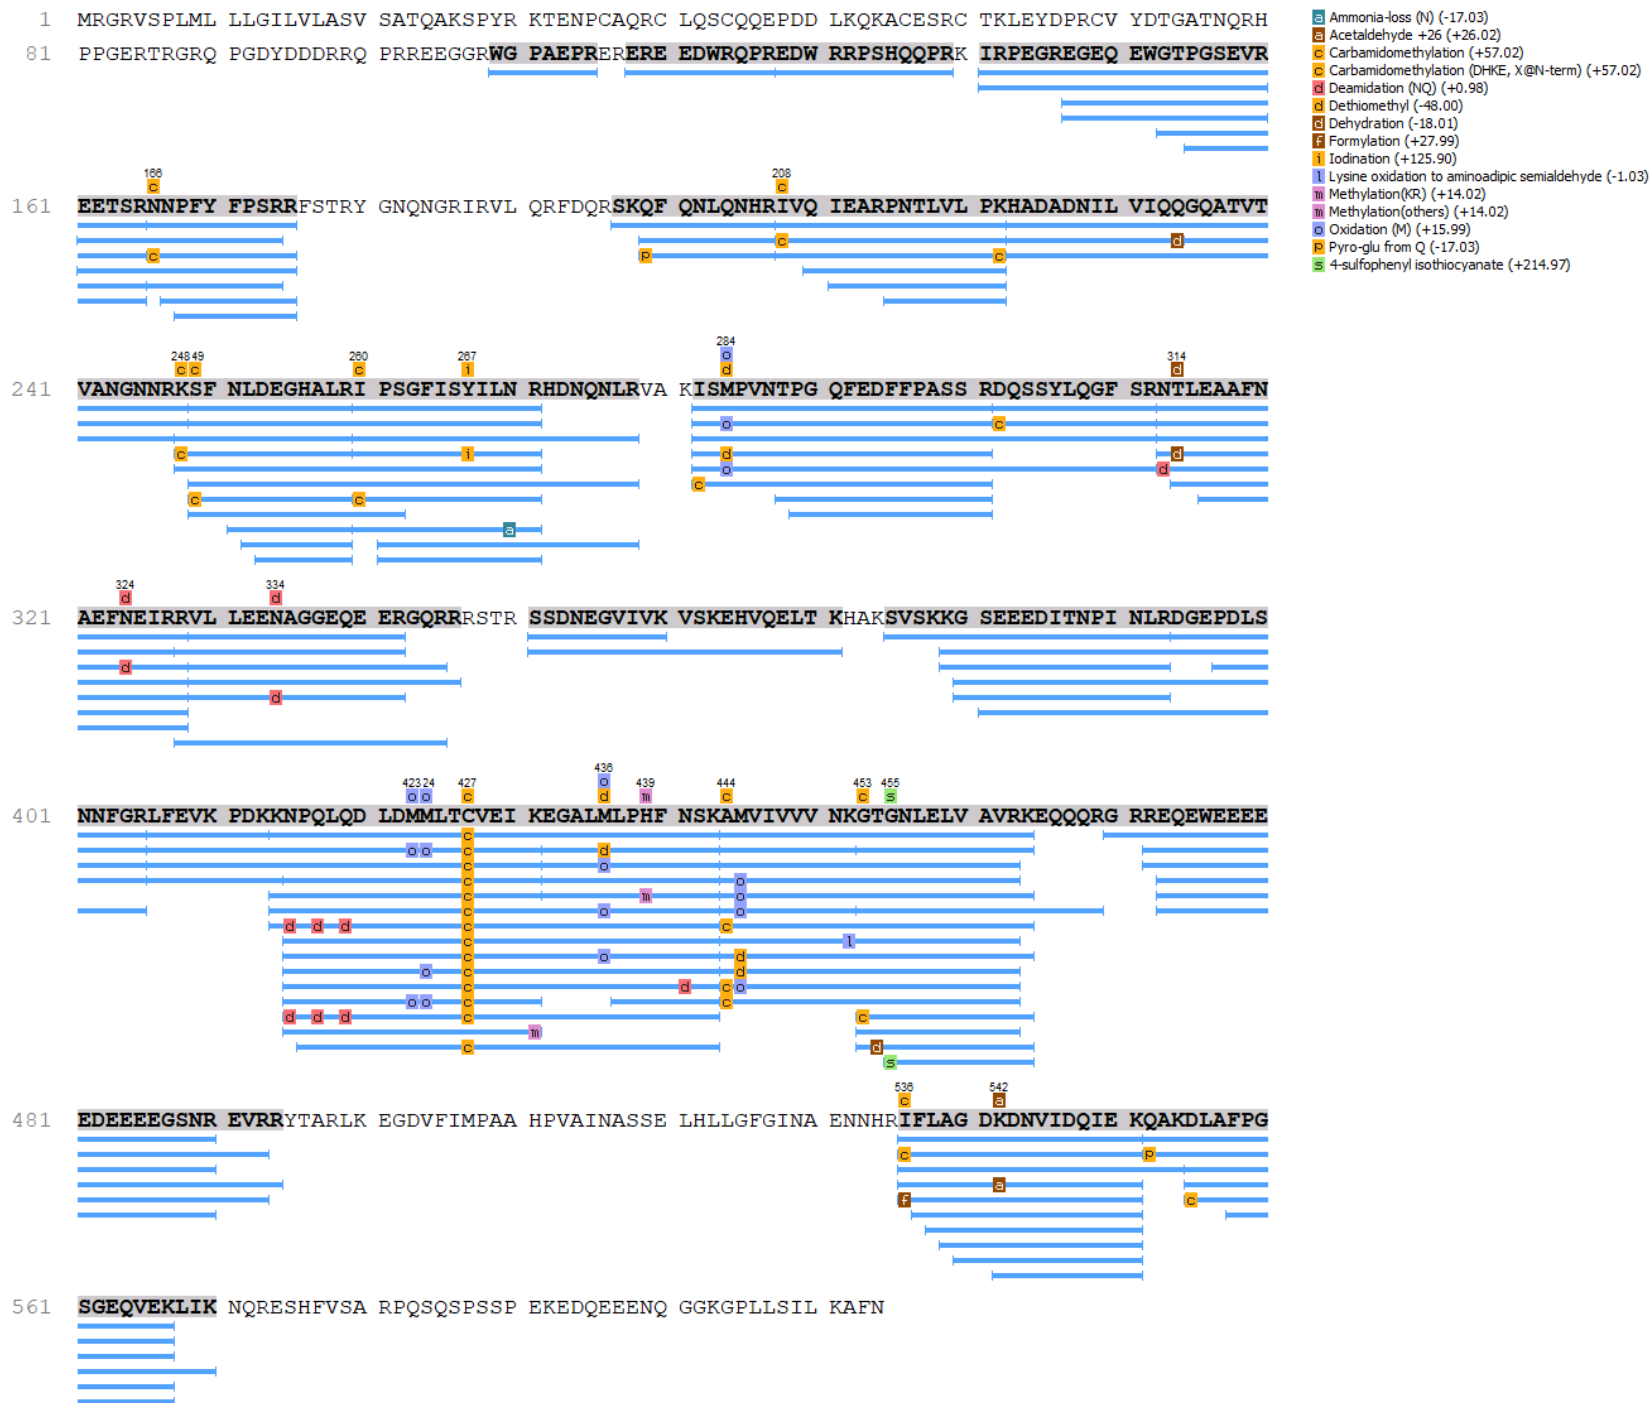 1 MRGRVSPLML LLGILVLASV SATQAKSPYR KTENPCAQRC LQSCQQEPDD LKQKACESRC TKLEYDPRCV YDTGATNQRH
81 PPGERTRGRQ PGDYDDDRRQ PRREEGGRWG PAEPREREРЕ EDWRQPREDW RRPSHQQPRK IRPEGREGEQ EWGTPGSEVR
a Ammonia-loss (N) (-17.03)
a Acetaldehyde +26 (+26.02)
c Carbamidomethylation (+57.02)
c Carbamidomethylation (DHKE, X@N-term) (+57.02)
d Deamidation (NQ) (+0.98)
d Dethiomethyl (-48.00)
d Dehydration (-18.01)
f Formylation (+27.99)
i Iodination (+125.90)
l Lysine oxidation to aminoadipic semialdehyde (-1.03)
m Methylation(KR) (+14.02)
m Methylation(others) (+14.02)
o Oxidation (M) (+15.99)
p Pyro-glu from Q (-17.03)
s 4-sulfophenyl isothiocyanate (+214.97)
166 208
c c
161 EETSRNNPFY FPSRRFSTRY GNQNGRIRVL QRFDQRSKQF QNLQNHRIVQ IEARPNTLVL PKHADADNIL VIQQGQATVT
c d
c p c
248 49 260 267 284 314
o
c c c i d d
241 VANGNNRKSF NLDEGHALRI PSGFISYILN RHDNQNLRVA KISMPVNTPG QFEDFFPASS RDQSSYLQGF SRNTLEAAFN
o c
c i d d
o d
c
c c
a
324 334
d d
321 AEFNEIRRVL LEENAGGEQE ERGQRRRSTR SSDNEGVIVK VSKEHVQELT KHAKSVSKKG SEEEDITNPI NLRDGEPDLS
d
d
423 24 427 436 439 444 453 455
o
o o c d m c c s
401 NNFGRLFEVK PDKKNPQLQD LDMMLTCVEI KEGALMLPHF NSKAMVIVVV NKGTGNLELV AVRKEQQQRG RREQEWEEEE
c
o o c d
c o
c o
c m o
c o o
d d d c c
c l
c o d
o c d
c d c o
o o c c
d d d c c
m
c d
s
536 542
c a
481 EDEEEEGSNR EVRRYTARLK EGDVFIMPAA HPVAINASSE LHLLGFGINA ENNHRIFLAG DKDNVIDQIE KQAKDLAFPG
c p
a
f c
561 SGEQVEKLIK NQRESHFVSA RPQSQSPSSP EKEDQEEENQ GGKGPLLSIL KAFN